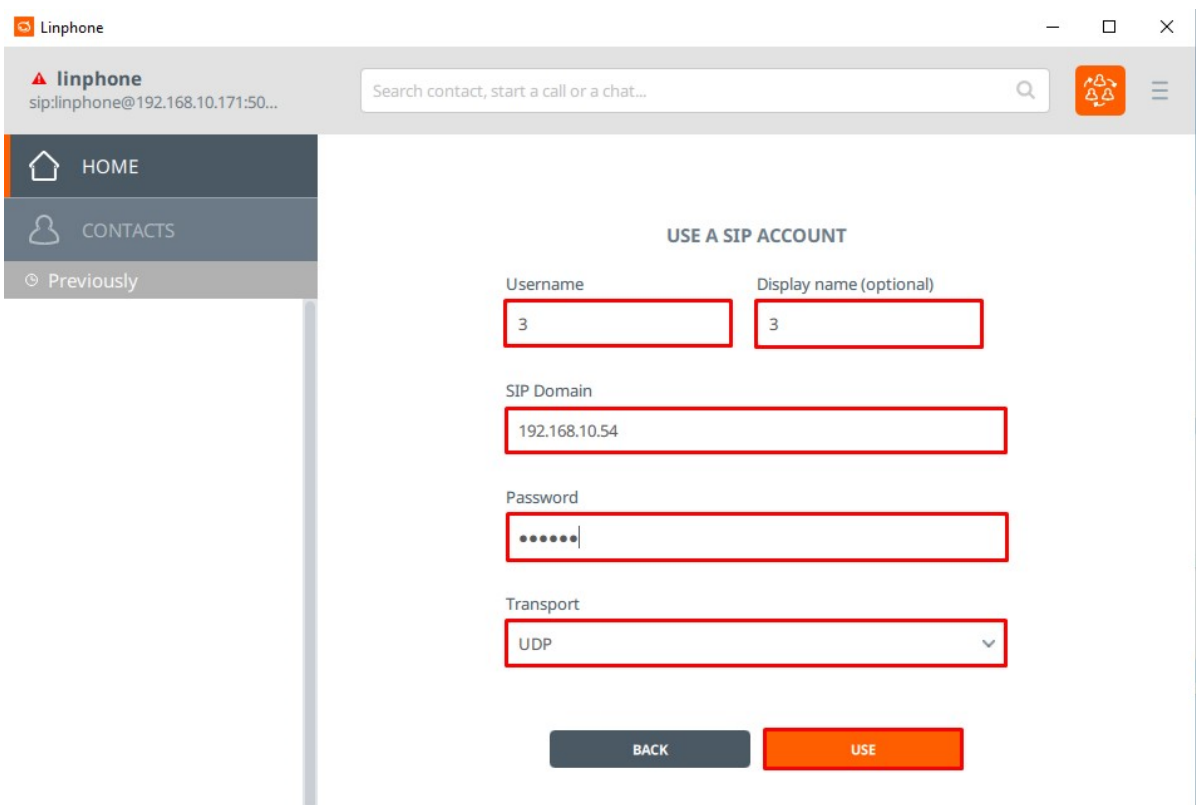 Linphone
linphone
sip:linphone@192.168.10.171:50...
Search contact, start a call or a chat...
HOME
CONTACTS
Previously
USE A SIP ACCOUNT
Username
Display name (optional)
3
3
SIP Domain
192.168.10.54
Password
••••••
Transport
UDP
BACK
USE